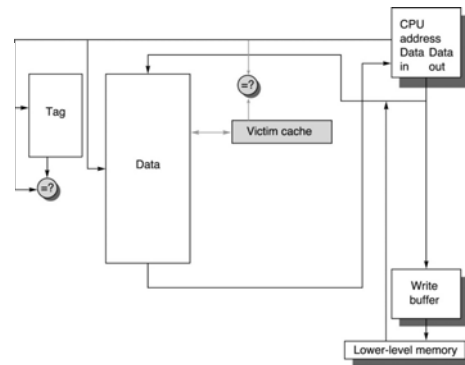 CPU
address
Data Data
in out
=?
Tag
Victim cache
Data
=?
Write
buffer
Lower-level memory